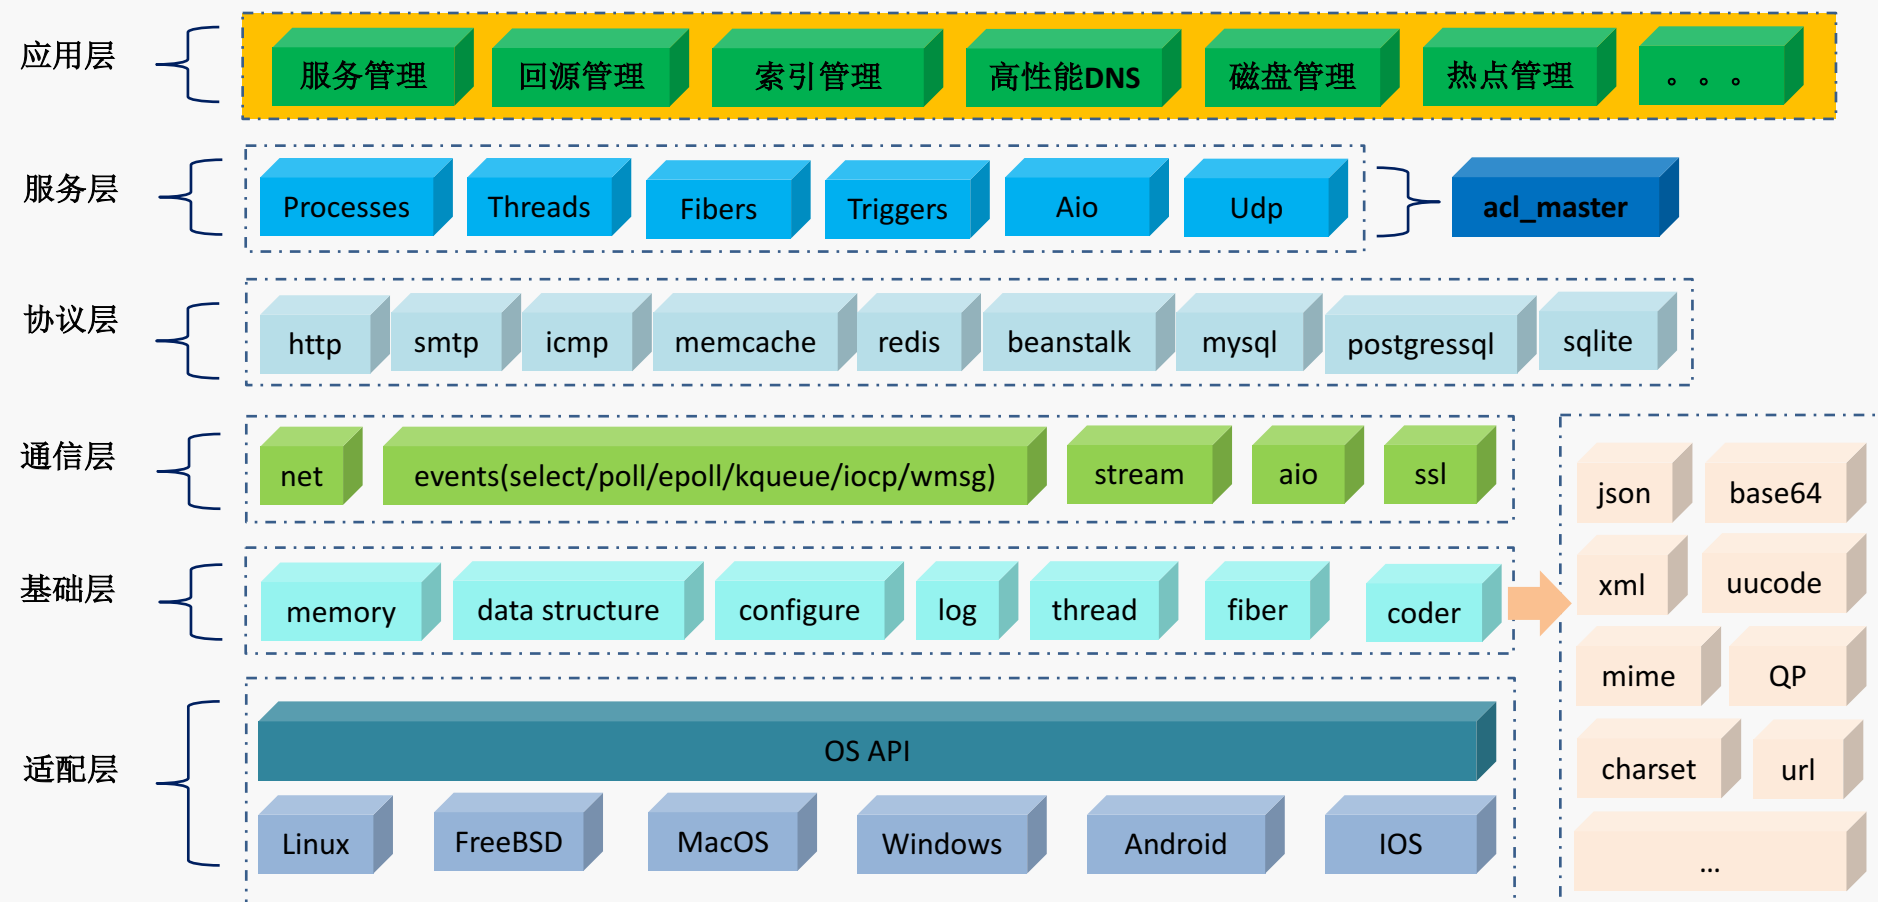 应用层
服务管理
回源管理
索引管理
高性能DNS
磁盘管理
热点管理
。。。
服务层
Processes
Threads
Fibers
Triggers
Aio
Udp
acl_master
协议层
http
smtp
icmp
memcache
redis
beanstalk
mysql
postgressql
sqlite
通信层
net
events(select/poll/epoll/kqueue/iocp/wmsg)
stream
aio
ssl
基础层
memory
data structure
configure
log
thread
fiber
coder
json
base64
xml
uucode
mime
QP
charset
url
...
适配层
OS API
Linux
FreeBSD
MacOS
Windows
Android
IOS